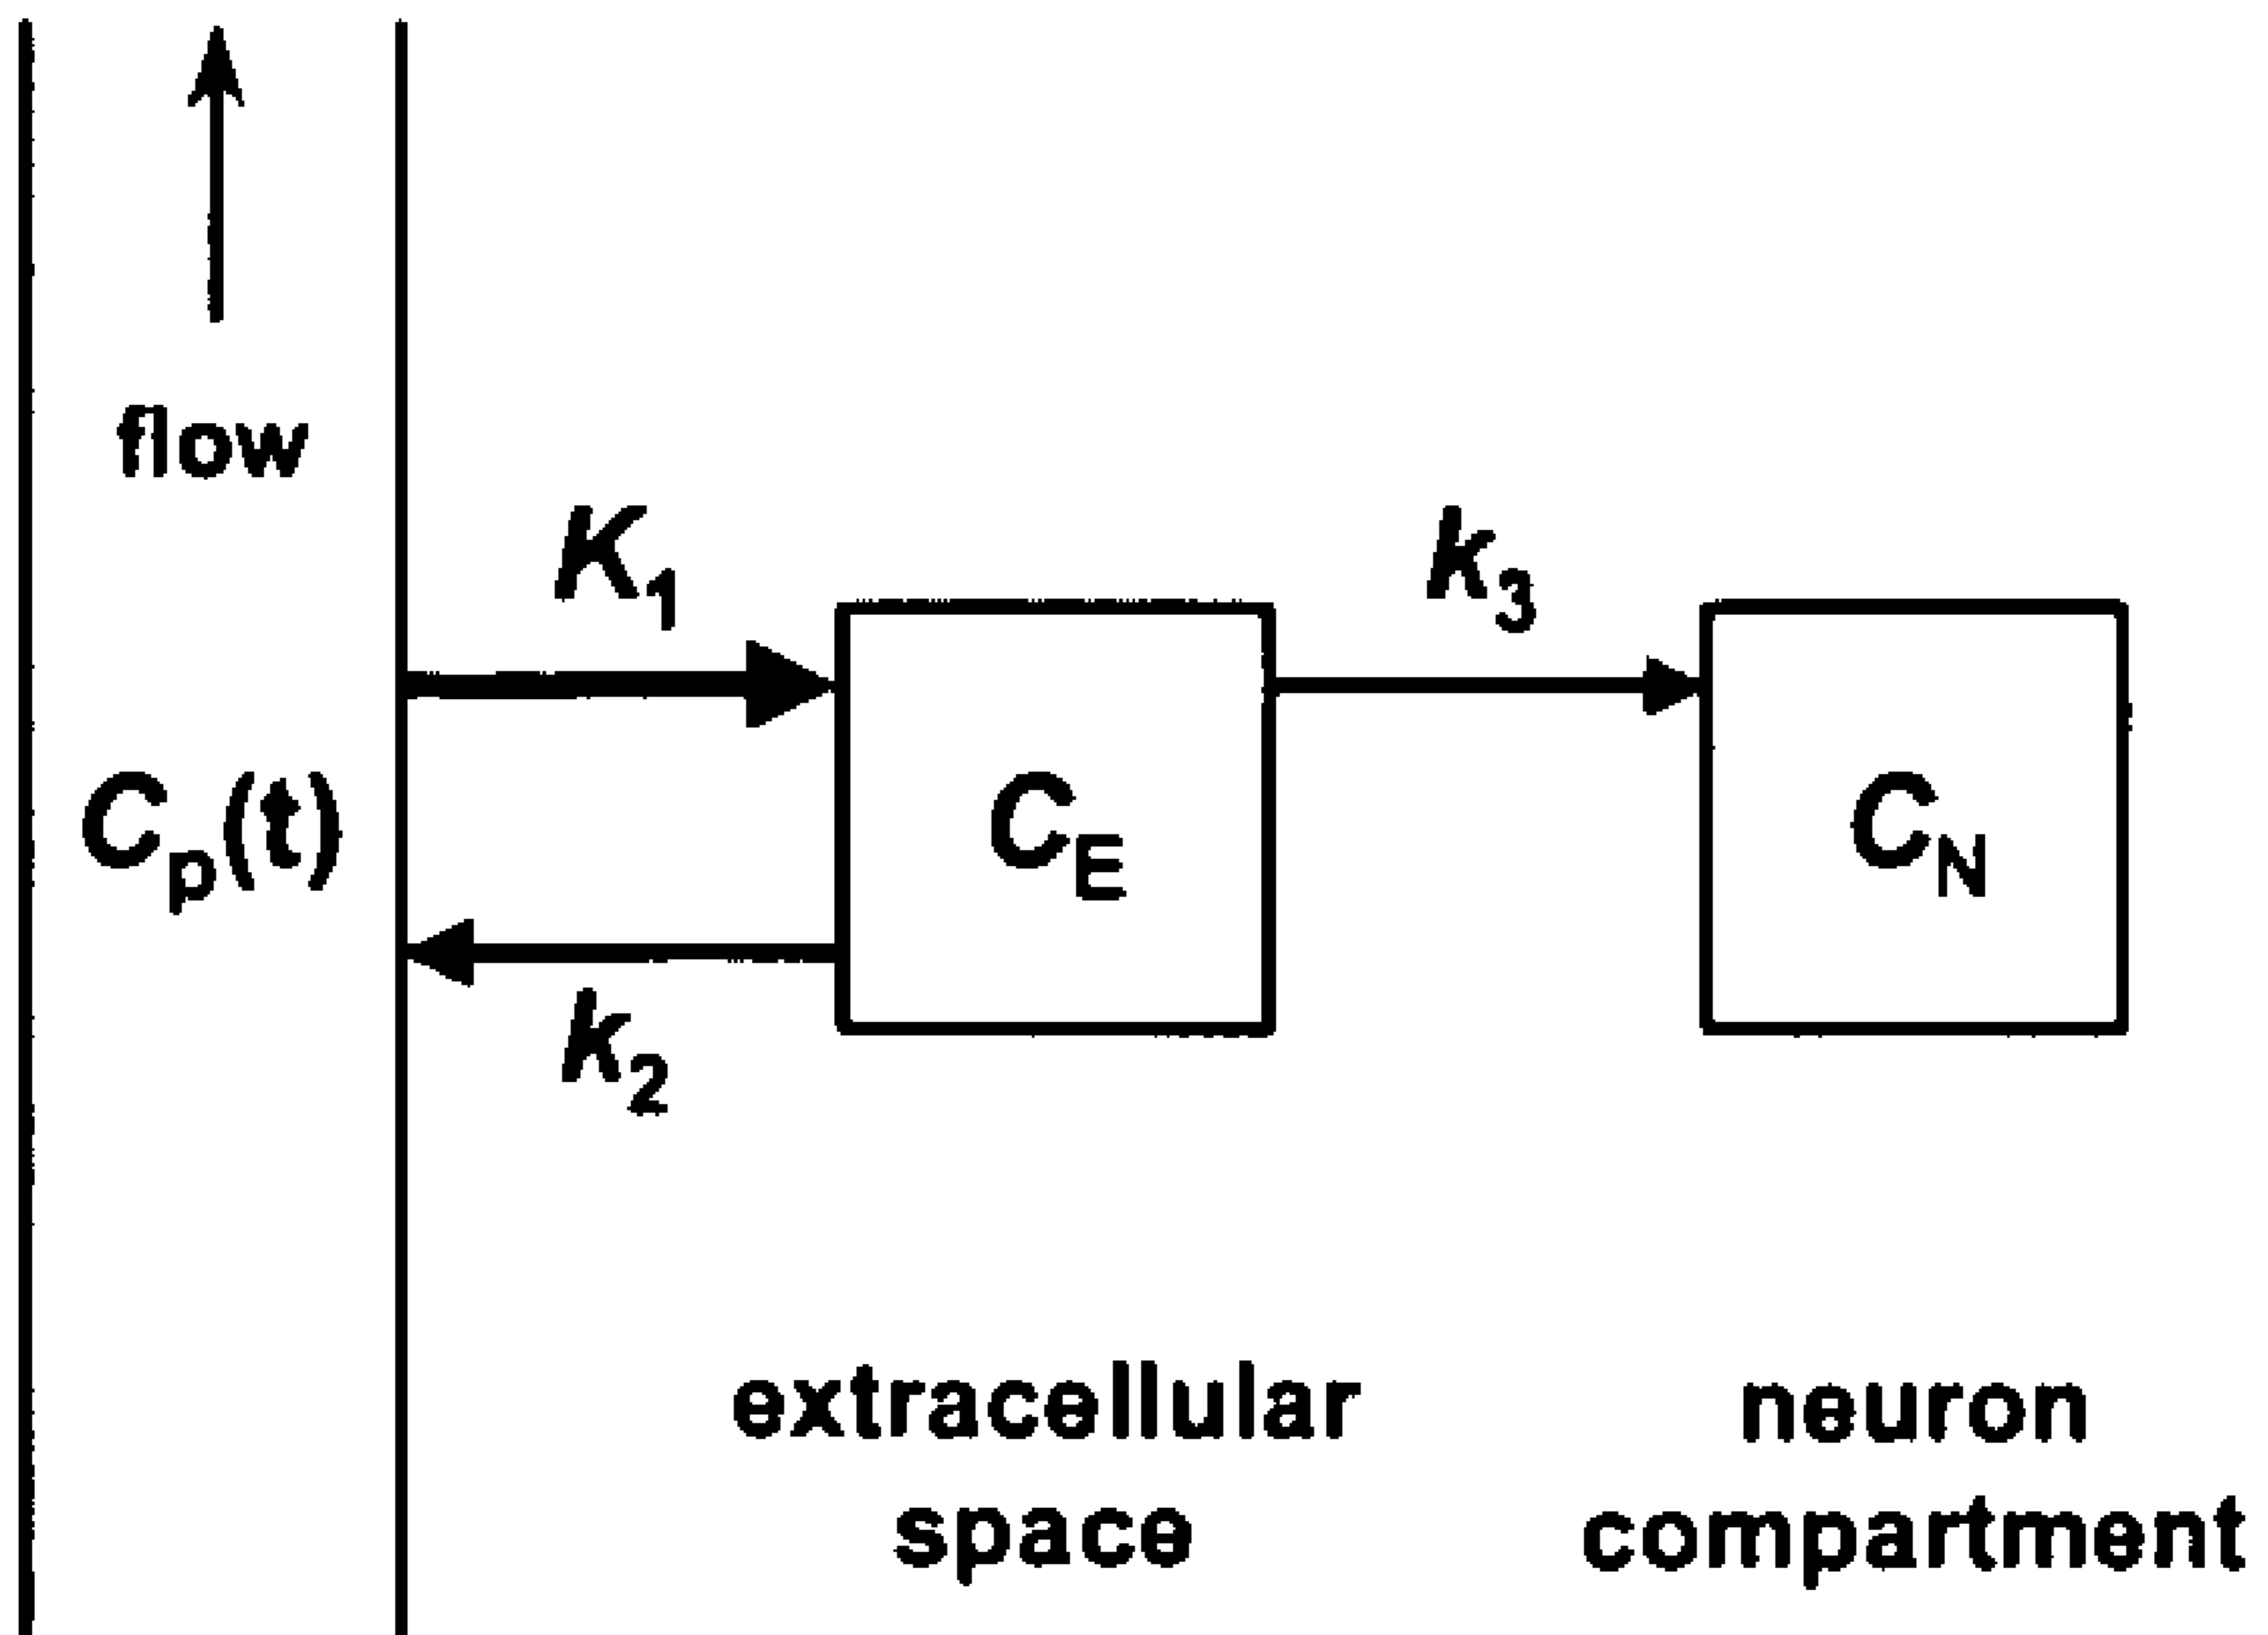 flow
K1
k3
Cp(t)
CE
CN
k2
extracellular
space
neuron
compartment